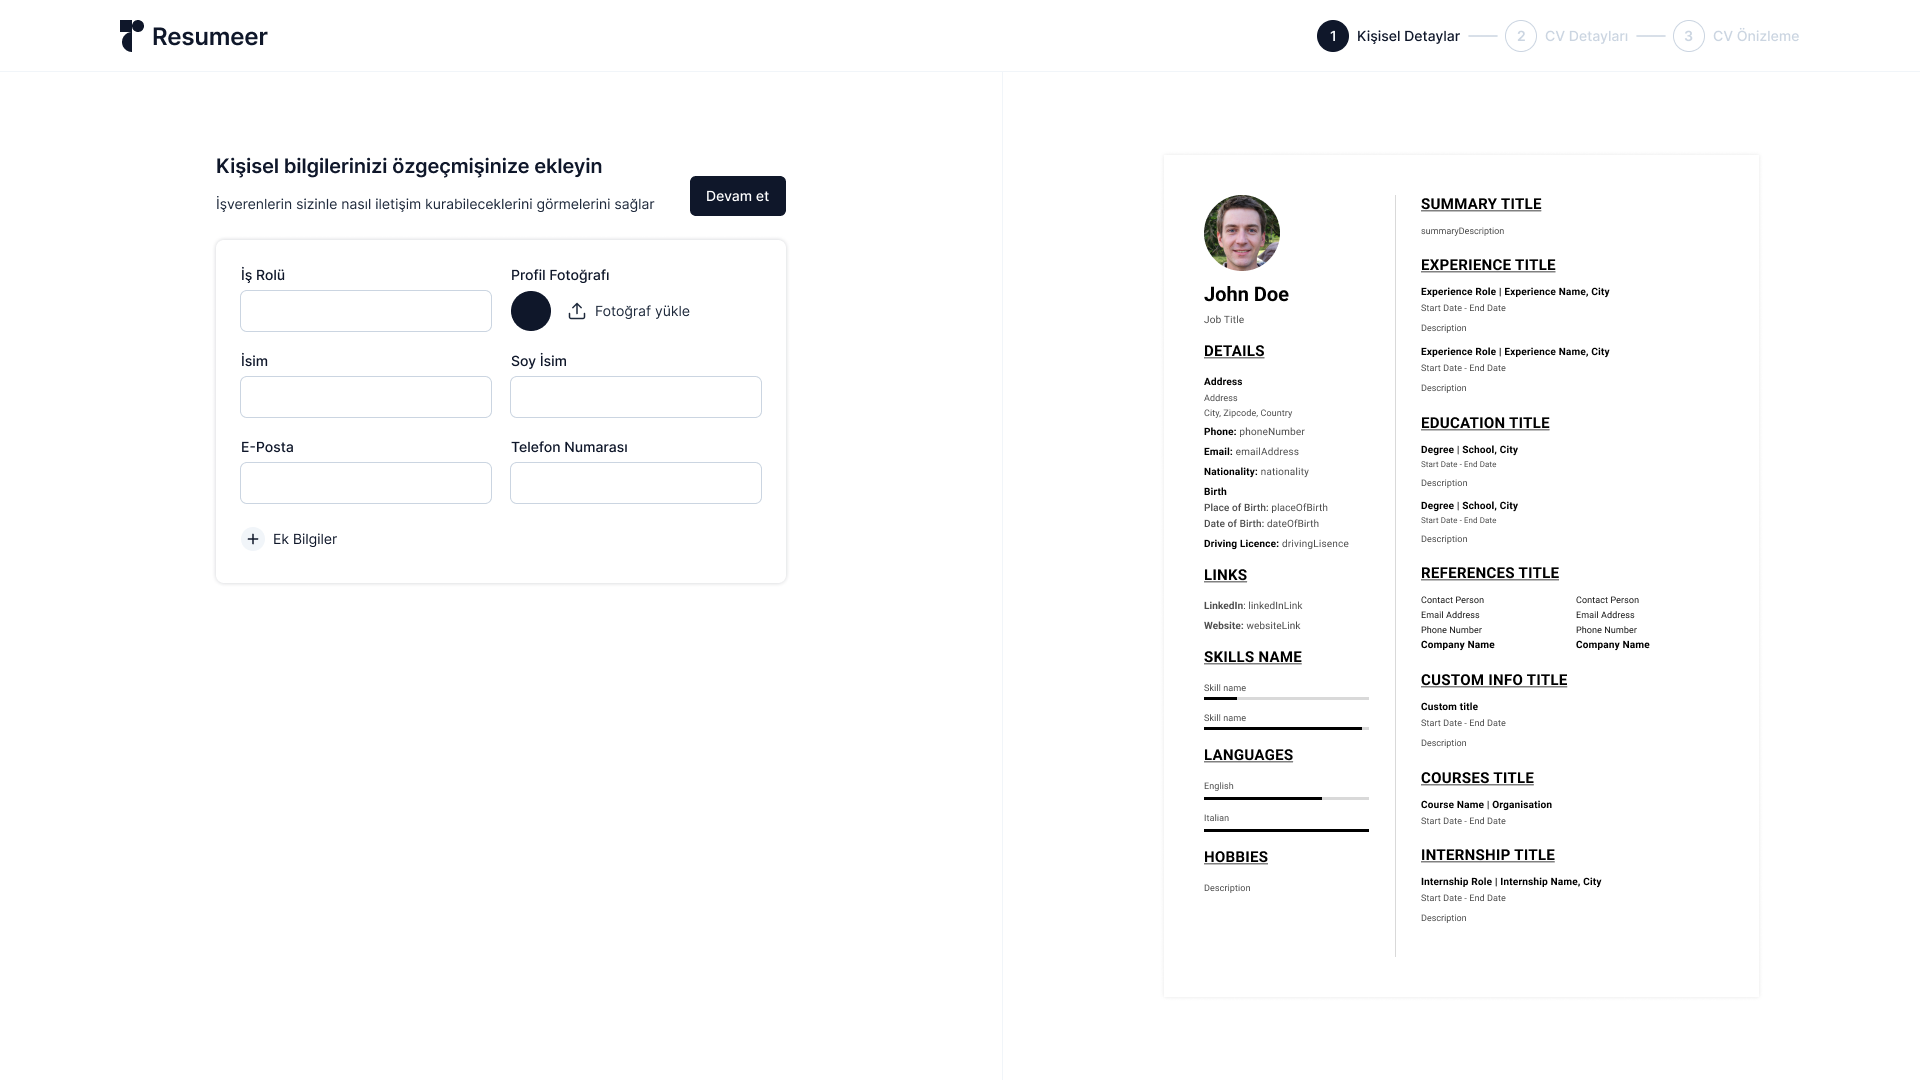 Resumeer
1 Kişisel Detaylar
2 CV Detayları
3 CV Önizleme
Kişisel bilgilerinizi özgeçmişinize ekleyin
İşverenlerin sizinle nasıl iletişim kurabileceklerini görmelerini sağlar
Devam et
İş Rolü
Profil Fotoğrafı
Fotoğraf yükle
İsim
Soy İsim
E-Posta
Telefon Numarası
+ Ek Bilgiler
John Doe
Job Title
DETAILS
Address
Address
City, Zipcode, Country
Phone: phoneNumber
Email: emailAddress
Nationality: nationality
Birth
Place of Birth: placeOfBirth
Date of Birth: dateOfBirth
Driving Licence: drivingLisence
LINKS
LinkedIn: linkedInLink
Website: websiteLink
SKILLS NAME
Skill name
Skill name
LANGUAGES
English
Italian
HOBBIES
Description
SUMMARY TITLE
summaryDescription
EXPERIENCE TITLE
Experience Role | Experience Name, City
Start Date - End Date
Description
Experience Role | Experience Name, City
Start Date - End Date
Description
EDUCATION TITLE
Degree | School, City
Start Date - End Date
Description
Degree | School, City
Start Date - End Date
Description
REFERENCES TITLE
Contact Person
Email Address
Phone Number
Company Name
Contact Person
Email Address
Phone Number
Company Name
CUSTOM INFO TITLE
Custom title
Start Date - End Date
Description
COURSES TITLE
Course Name | Organisation
Start Date - End Date
INTERNSHIP TITLE
Internship Role | Internship Name, City
Start Date - End Date
Description